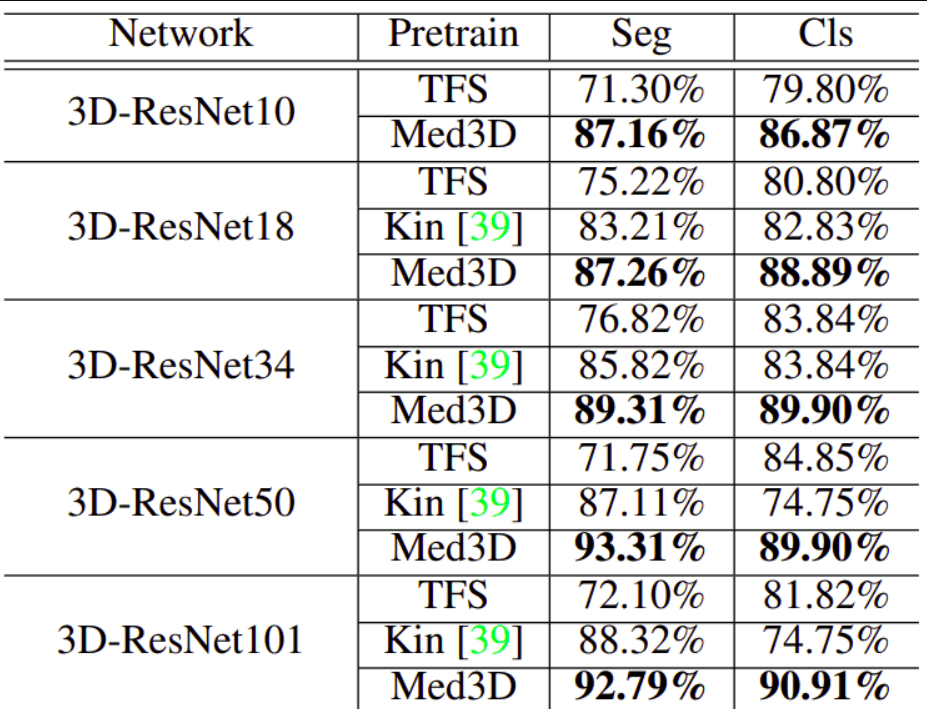 Network Pretrain Seg Cls
3D-ResNet10 TFS 71.30% 79.80%
Med3D 87.16% 86.87%
3D-ResNet18 TFS 75.22% 80.80%
Kin [39] 83.21% 82.83%
Med3D 87.26% 88.89%
3D-ResNet34 TFS 76.82% 83.84%
Kin [39] 85.82% 83.84%
Med3D 89.31% 89.90%
3D-ResNet50 TFS 71.75% 84.85%
Kin [39] 87.11% 74.75%
Med3D 93.31% 89.90%
3D-ResNet101 TFS 72.10% 81.82%
Kin [39] 88.32% 74.75%
Med3D 92.79% 90.91%